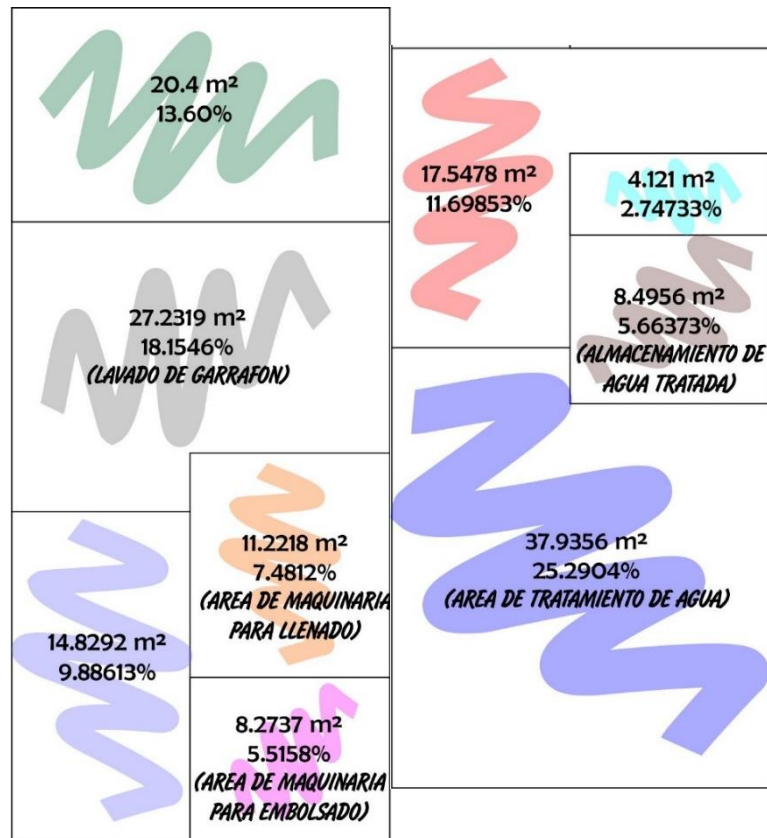 20.4 m²
13.60%
27.2319 m²
18.1546%
(LAVADO DE GARRAFON)
11.2218 m²
7.4812%
(AREA DE MAQUINARIA
PARA LLENADO)
14.8292 m²
9.88613%
8.2737 m²
5.5158%
(AREA DE MAQUINARIA
PARA EMBOLSADO)
17.5478 m²
11.69853%
4.121 m²
2.74733%
8.4956 m²
5.66373%
(ALMACENAMIENTO DE
AGUA TRATADA)
37.9356 m²
25.2904%
(AREA DE TRATAMIENTO DE AGUA)